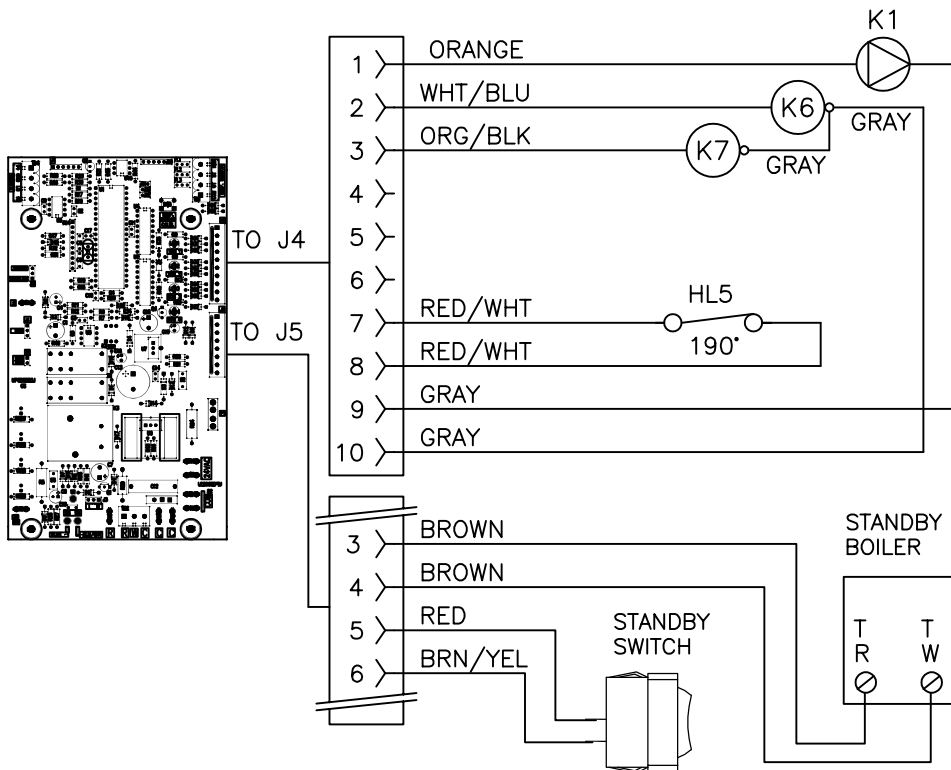 K1
1 ORANGE
2 WHT/BLU
K6
GRAY
3 ORG/BLK
K7
GRAY
4
5
6
TO J4
HL5
7 RED/WHT
190°
TO J5
8 RED/WHT
9 GRAY
10 GRAY
3 BROWN
4 BROWN
5 RED
6 BRN/YEL
STANDBY
SWITCH
STANDBY
BOILER
T T
R W
24VAC
R C C C